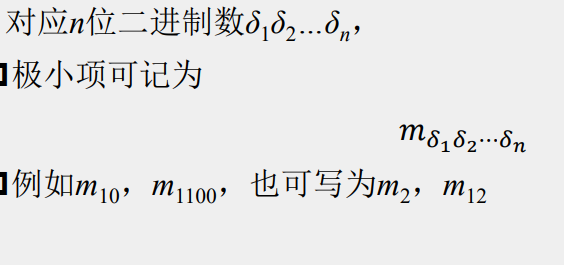 对应n位二进制数δ₁δ₂...δₙ，
极小项可记为
m_{δ₁δ₂⋯δₙ}
例如m₁₀，m₁₁₀₀，也可写为m₂，m₁₂